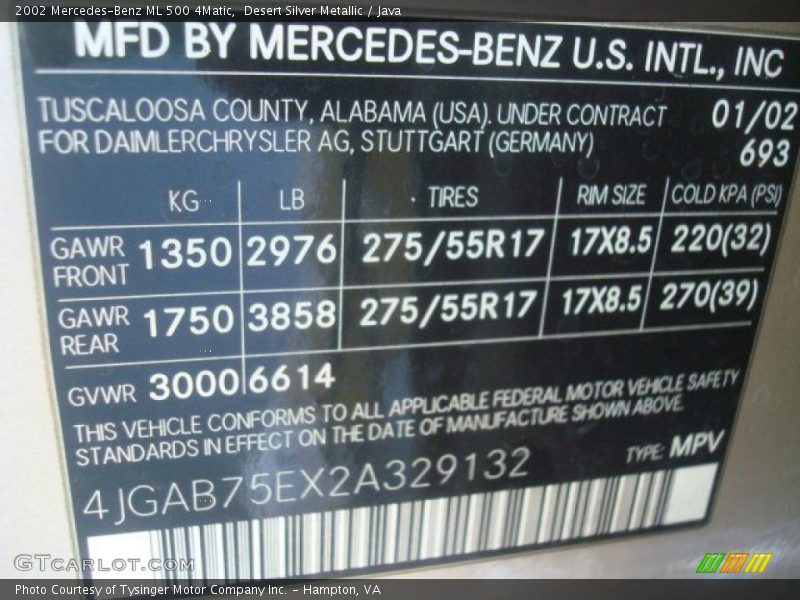 2002 Mercedes-Benz ML 500 4Matic, Desert Silver Metallic / Java
MFD BY MERCEDES-BENZ U.S. INTL., INC
TUSCALOOSA COUNTY, ALABAMA (USA). UNDER CONTRACT 01/02
FOR DAIMLERCHRYSLER AG, STUTTGART (GERMANY) 693
KG LB TIRES RIM SIZE COLD KPA (PSI)
GAWR FRONT 1350 2976 275/55R17 17X8.5 220(32)
GAWR REAR 1750 3858 275/55R17 17X8.5 270(39)
GVWR 3000 6614
THIS VEHICLE CONFORMS TO ALL APPLICABLE FEDERAL MOTOR VEHICLE SAFETY
STANDARDS IN EFFECT ON THE DATE OF MANUFACTURE SHOWN ABOVE.
4JGAB75EX2A329132 TYPE: MPV
GTCARLOT.COM
Photo Courtesy of Tysinger Motor Company Inc. - Hampton, VA